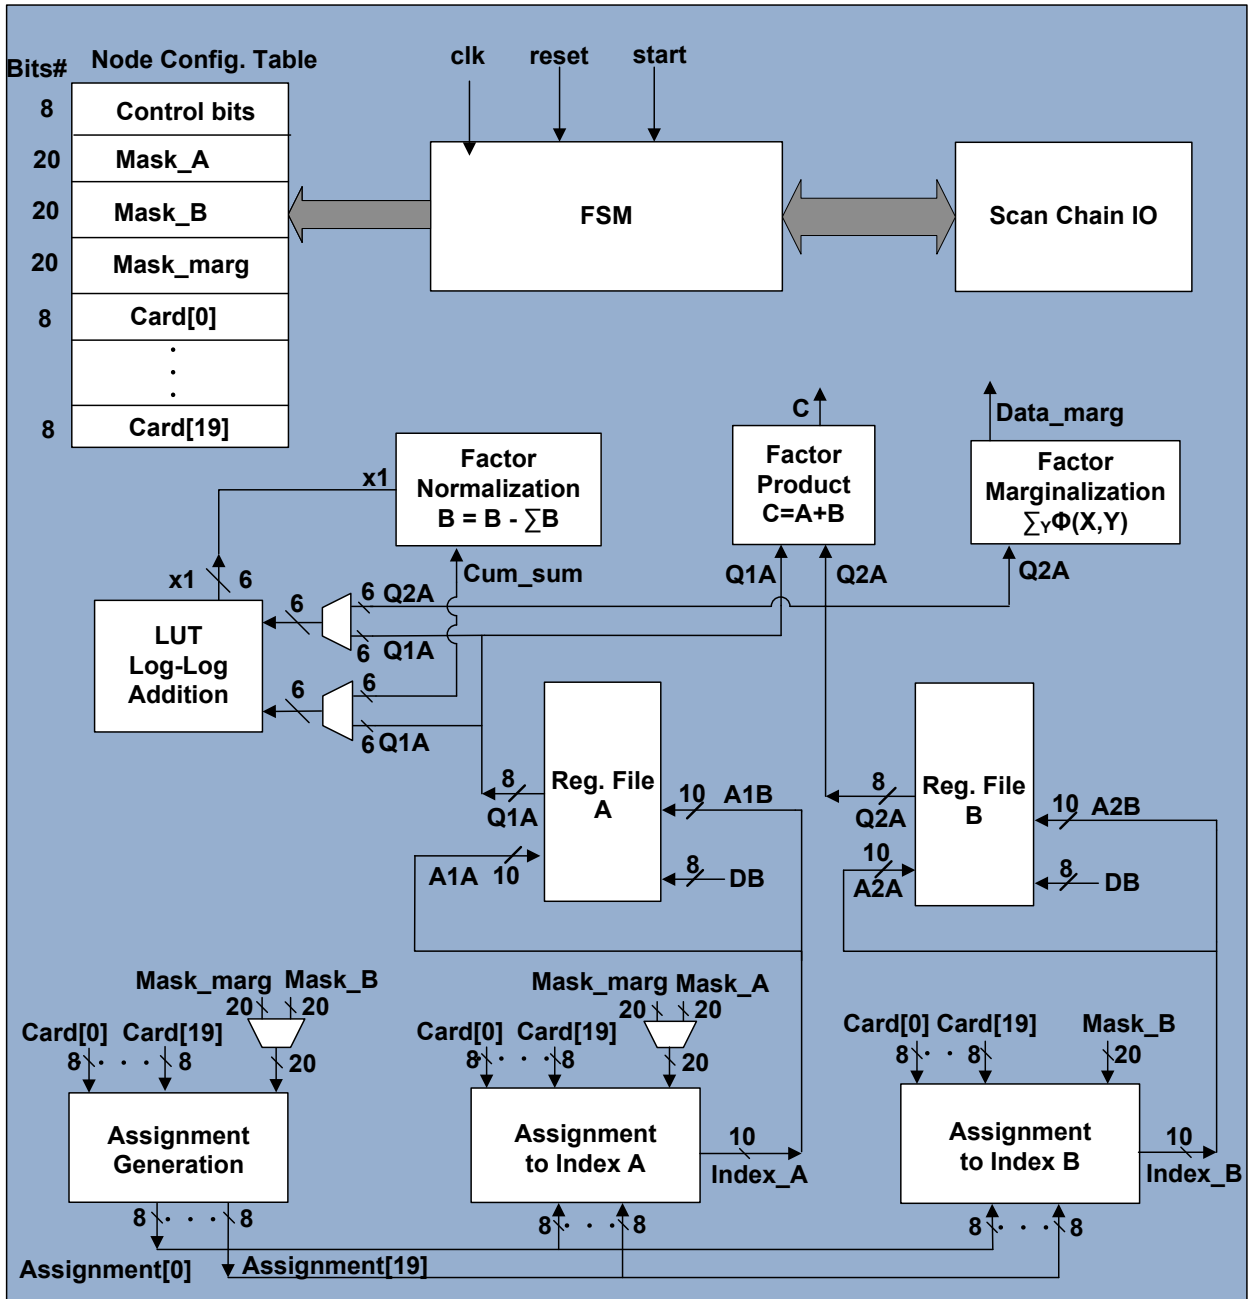 Node Config. Table
clk
reset
start
Bits#
8
Control bits
20
Mask_A
20
Mask_B
FSM
Scan Chain IO
20
Mask_marg
8
Card[0]
.
.
.
8
Card[19]
C
Data_marg
x1
Factor
Normalization
B = B - ∑B
Factor
Product
C=A+B
Factor
Marginalization
∑YΦ(X,Y)
Cum_sum
Q1A
Q2A
Q2A
x1
6
6
6
Q2A
LUT
Log-Log
Addition
6
Q1A
6
6
6
Q1A
8
Q1A
Reg. File
A
10
A1B
8
Q2A
Reg. File
B
10
A2B
A1A
10
8
DB
10
A2A
8
DB
Mask_marg
Mask_B
20
20
Card[0]
Card[19]
8
. . .
8
20
Mask_marg
Mask_A
20
20
Card[0]
Card[19]
8
. . .
8
20
Card[0]
Card[19]
Mask_B
8
. . .
8
20
Assignment
Generation
Assignment
to Index A
10
Index_A
Assignment
to Index B
10
Index_B
8
. . .
8
8
. . .
8
8
. . .
8
Assignment[0]
Assignment[19]